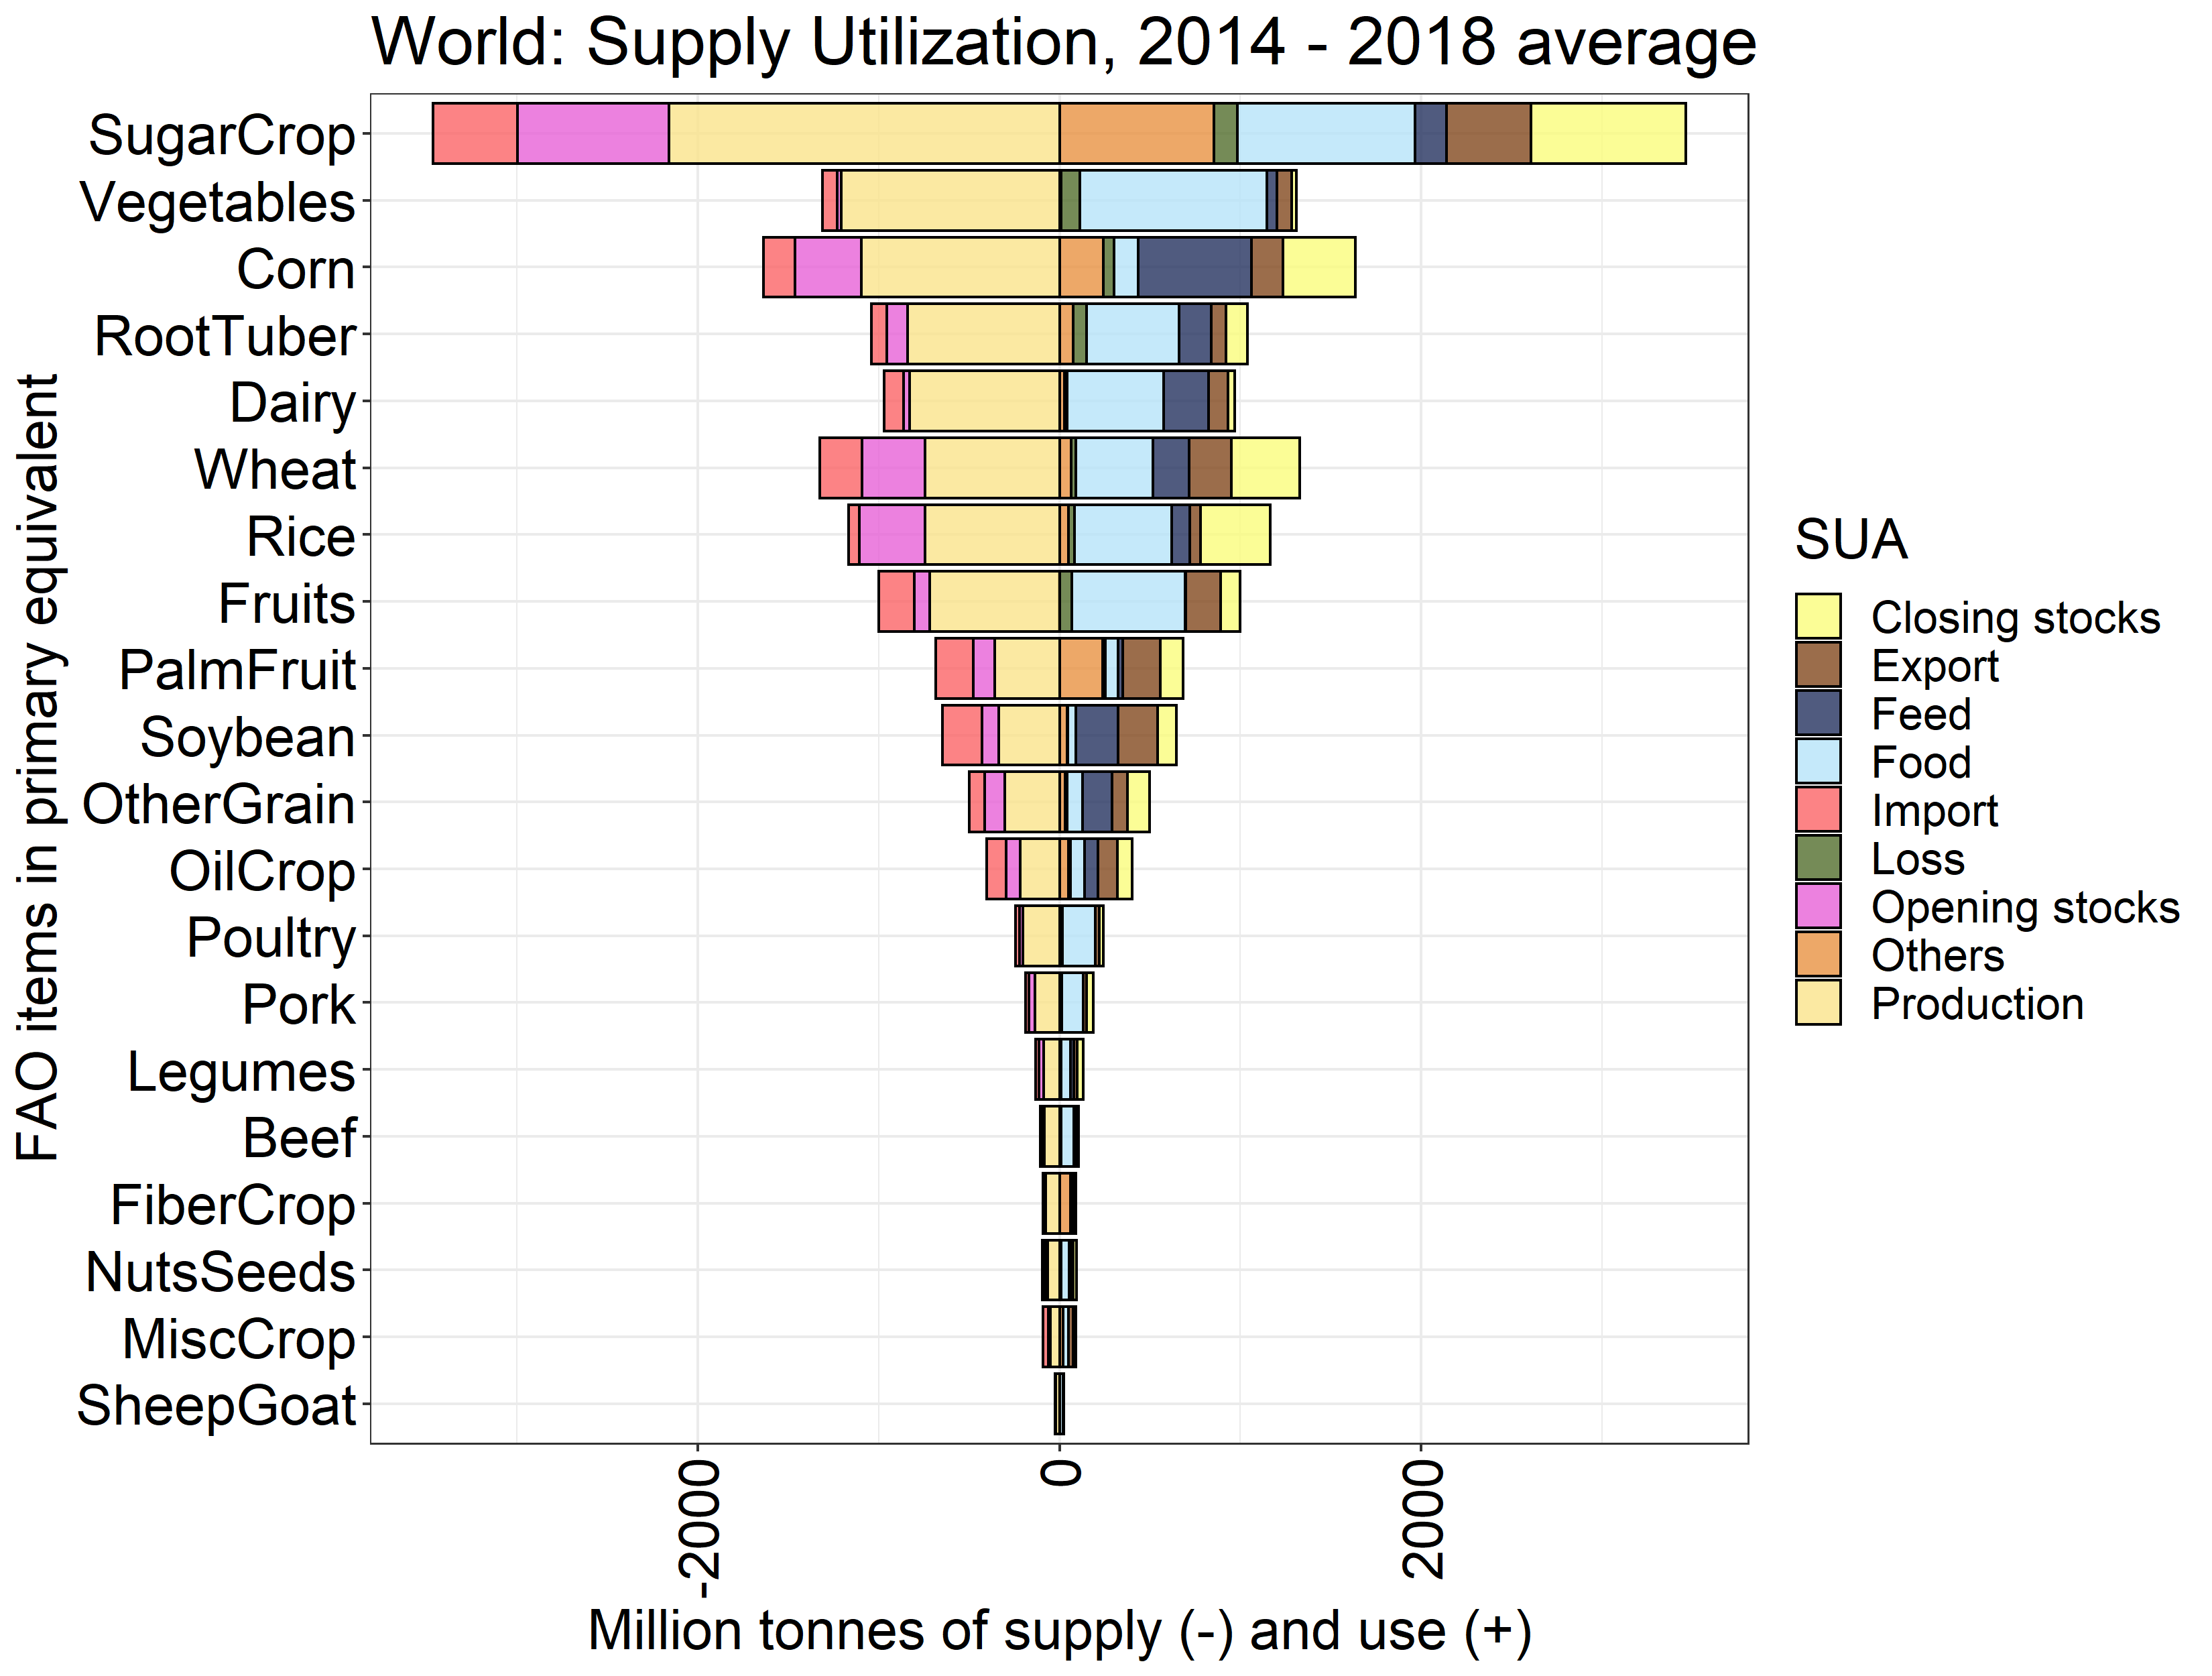 World: Supply Utilization, 2014 - 2018 average
FAO items in primary equivalent
SugarCrop
Vegetables
Corn
RootTuber
Dairy
Wheat
Rice
Fruits
PalmFruit
Soybean
OtherGrain
OilCrop
Poultry
Pork
Legumes
Beef
FiberCrop
NutsSeeds
MiscCrop
SheepGoat
-2000
0
2000
Million tonnes of supply (-) and use (+)
SUA
Closing stocks
Export
Feed
Food
Import
Loss
Opening stocks
Others
Production